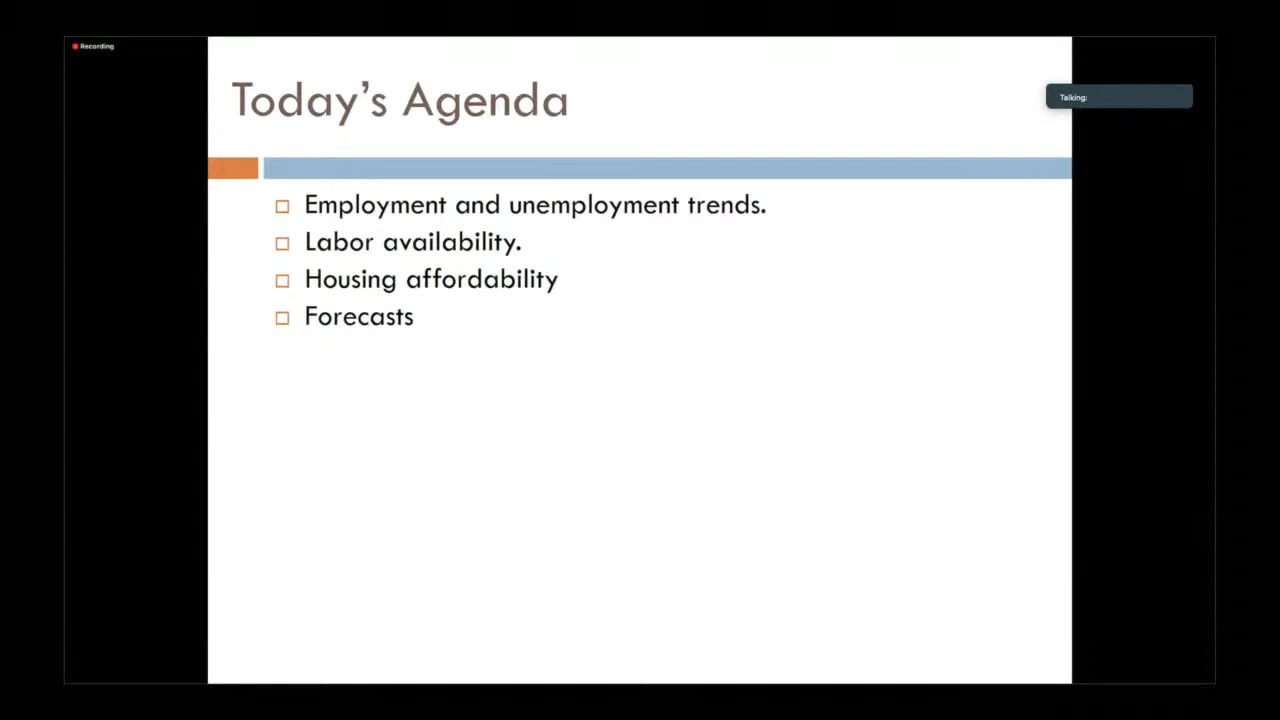 Recording
Today's Agenda
Talking:
Employment and unemployment trends.
Labor availability.
Housing affordability
Forecasts